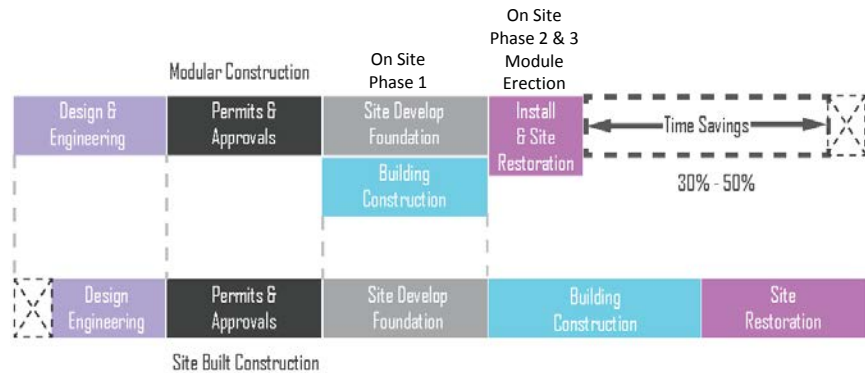 On Site
Phase 2 & 3
Module
Erection
On Site
Phase 1
Modular Construction
Design &
Engineering
Permits &
Approvals
Site Develop
Foundation
Install
& Site
Restoration
Time Savings
30% - 50%
Building
Construction
Design
Engineering
Permits &
Approvals
Site Develop
Foundation
Building
Construction
Site
Restoration
Site Built Construction